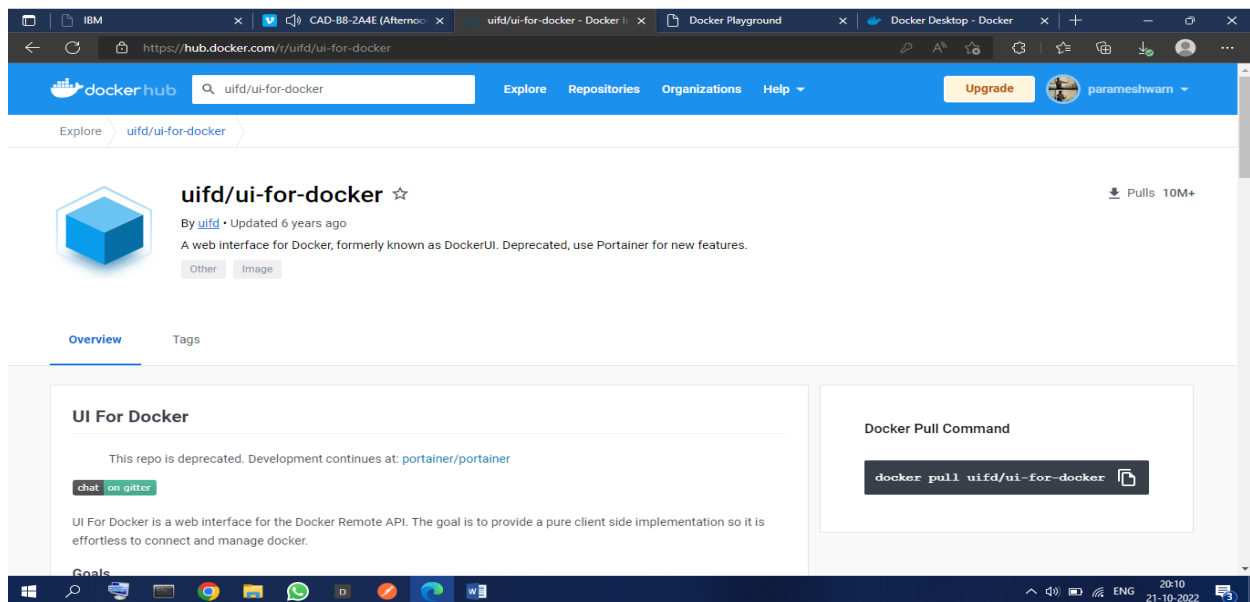 IBM
CAD-B8-2A4E (Afternoo
uifd/ui-for-docker - Docker I
Docker Playground
Docker Desktop - Docker
https://hub.docker.com/r/uifd/ui-for-docker
dockerhub
uifd/ui-for-docker
Explore
Repositories
Organizations
Help
Upgrade
parameshwarn
Explore
uifd/ui-for-docker
uifd/ui-for-docker
Pulls 10M+
By uifd • Updated 6 years ago
A web interface for Docker, formerly known as DockerUI. Deprecated, use Portainer for new features.
Other
Image
Overview
Tags
UI For Docker
This repo is deprecated. Development continues at: portainer/portainer
chat on gitter
UI For Docker is a web interface for the Docker Remote API. The goal is to provide a pure client side implementation so it is
effortless to connect and manage docker.
Goals
Docker Pull Command
docker pull uifd/ui-for-docker
ENG
20:10
21-10-2022
3